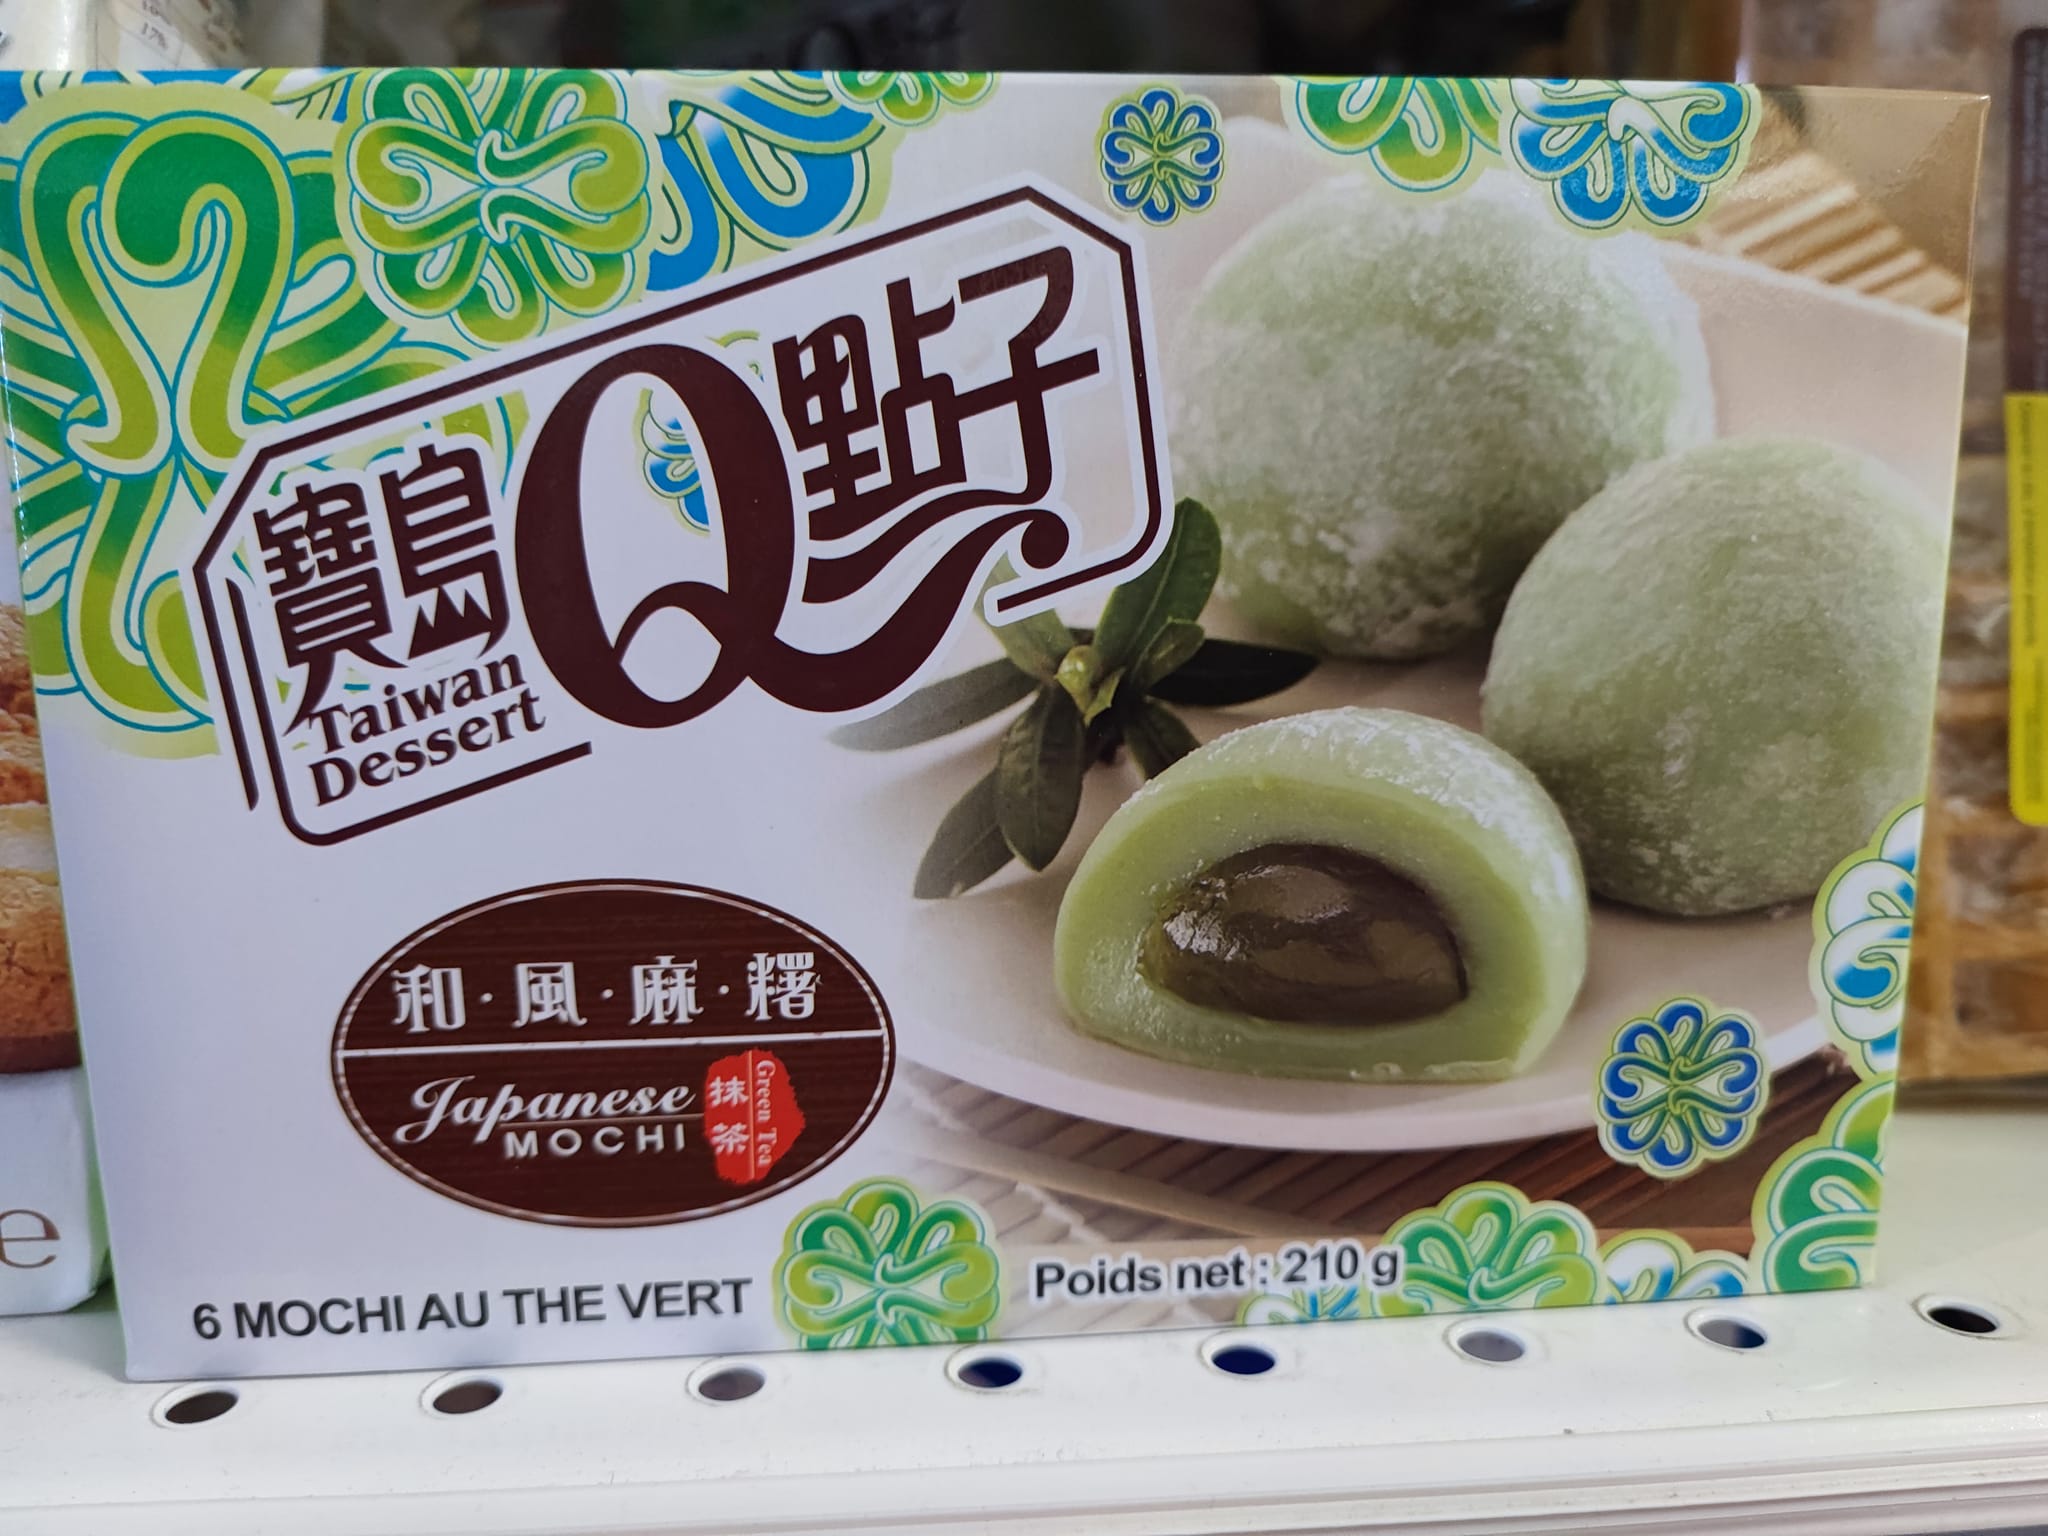 寶島Q點子
Taiwan
Dessert
和·風·麻·糬
Japanese
MOCHI
抹茶
Green Tea
6 MOCHI AU THE VERT
Poids net : 210 g
e